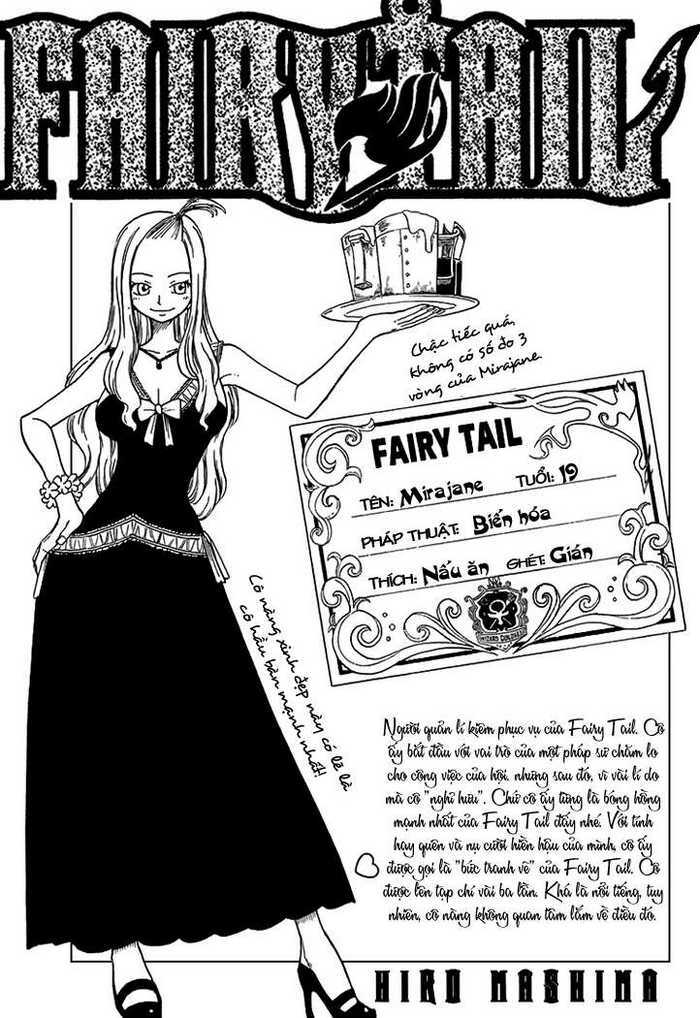 FAIRY TAIL
Chậc tiếc quá,
không có số đo 3
vòng của Mirajane
FAIRY TAIL
TÊN: Mirajane TUỔI: 19
PHÁP THUẬT: Biến hóa
THÍCH: Nấu ăn GHÉT: Gián
Cô nàng xinh đẹp này có lẽ là
cô hầu bàn mạnh nhất!
Người quản lí kiêm phục vụ của Fairy Tail. Cô
ấy bắt đầu với vai trò của một pháp sư chăm lo
cho công việc của hội, nhưng sau đó, vì vài lí do
mà cô "nghỉ hưu". Chứ cô ấy từng là bóng hồng
mạnh nhất của Fairy Tail đấy nhé. Với tính
hay quên và nụ cười hiền hậu của mình, cô ấy
được gọi là "bức tranh vẽ" của Fairy Tail. Cô
được lên tạp chí vài ba lần. Khá là nổi tiếng, tuy
nhiên, cô nàng không quan tâm lắm về điều đó.
HIRO MASHIMA